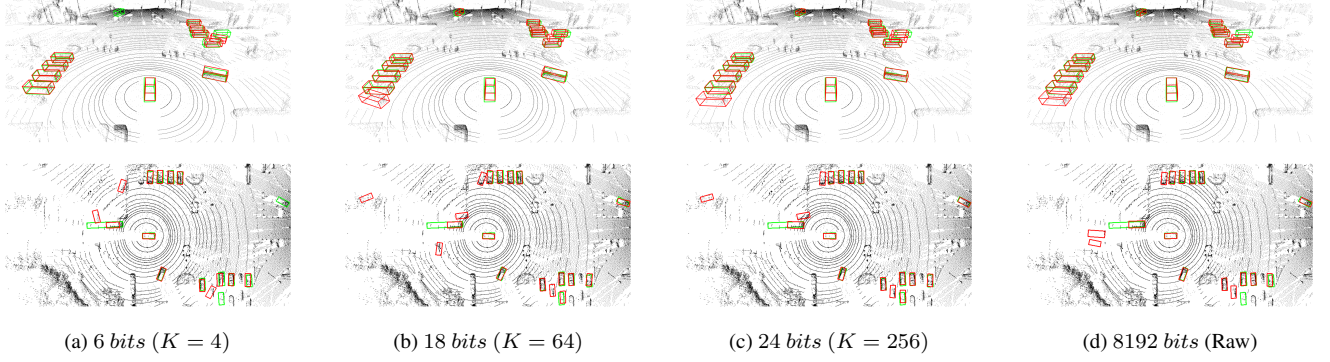 (a) 6 bits (K = 4)
(b) 18 bits (K = 64)
(c) 24 bits (K = 256)
(d) 8192 bits (Raw)